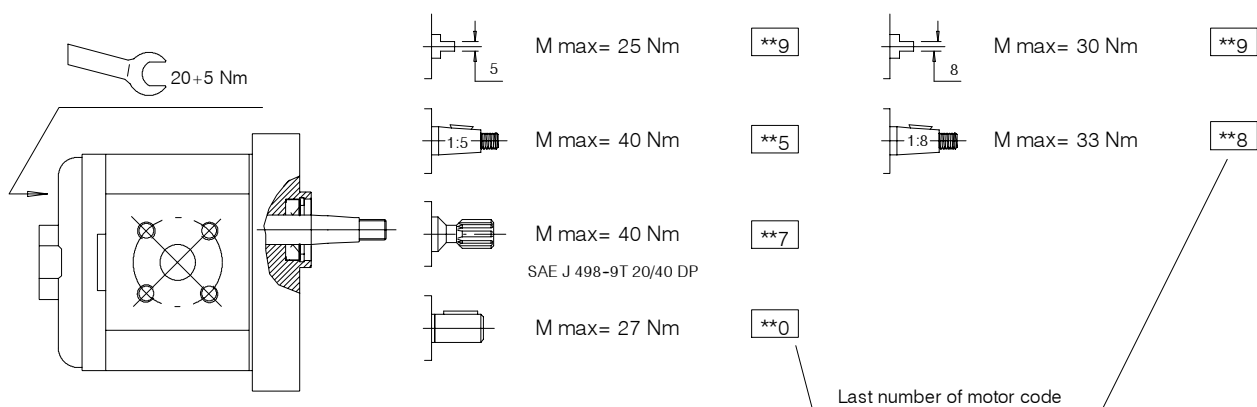 20+5 Nm
M max= 25 Nm
**9
5
M max= 30 Nm
**9
8
1:5
M max= 40 Nm
**5
1:8
M max= 33 Nm
**8
M max= 40 Nm
**7
SAE J 498-9T 20/40 DP
M max= 27 Nm
**0
Last number of motor code